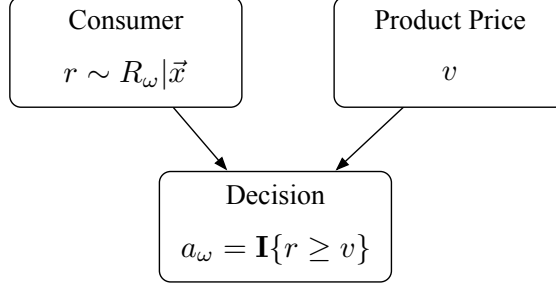 Consumer
r ∼ R_ω|x⃗
Product Price
v
Decision
a_ω = I{r ≥ v}